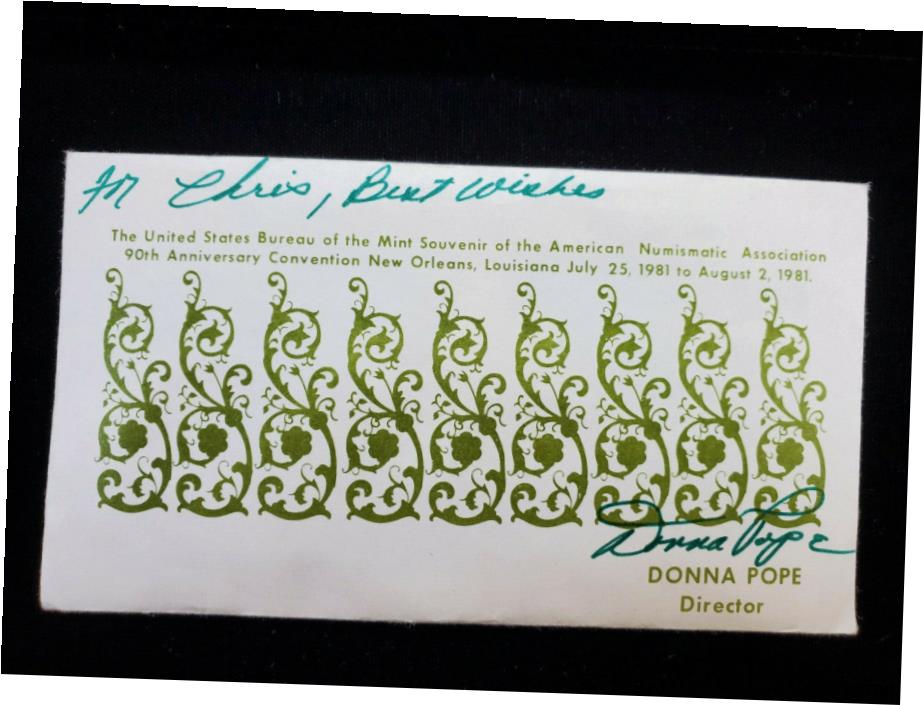 For Chris, Best Wishes
The United States Bureau of the Mint Souvenir of the American Numismatic Association
90th Anniversary Convention New Orleans, Louisiana July 25, 1981 to August 2, 1981.
Donna Pope
DONNA POPE
Director